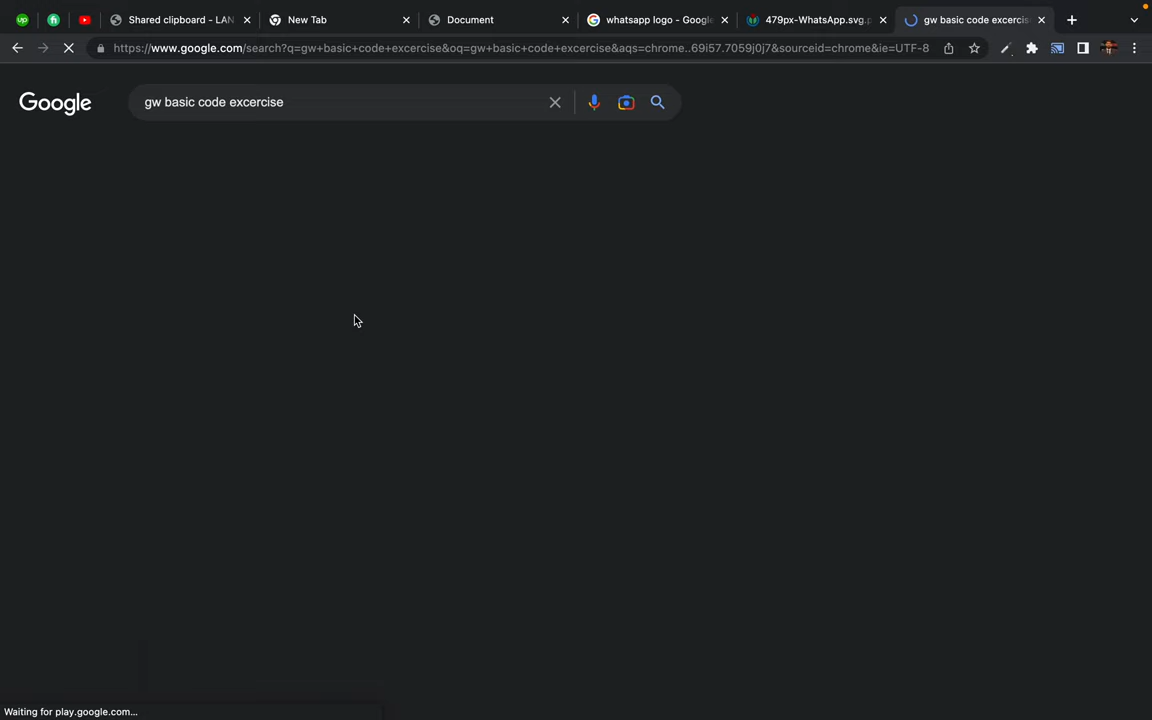 Shared clipboard - LAN
New Tab
Document
whatsapp logo - Google
479px-WhatsApp.svg.p
gw basic code excercise
https://www.google.com/search?q=gw+basic+code+excercise&oq=gw+basic+code+excercise&aqs=chrome..69i57.7059j0j7&sourceid=chrome&ie=UTF-8
Google
gw basic code excercise
Waiting for play.google.com...